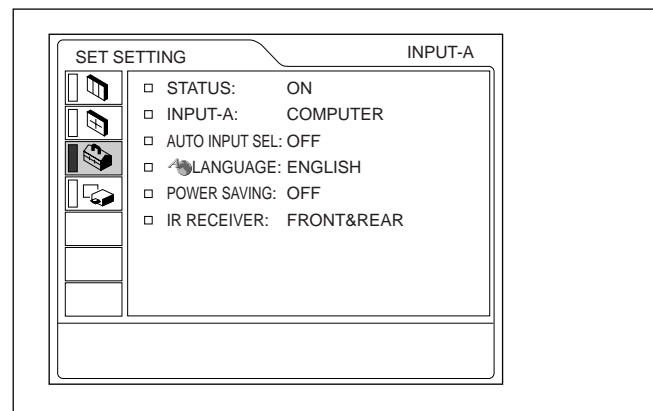 SET SETTING INPUT-A
STATUS: ON
INPUT-A: COMPUTER
AUTO INPUT SEL: OFF
LANGUAGE: ENGLISH
POWER SAVING: OFF
IR RECEIVER: FRONT&REAR